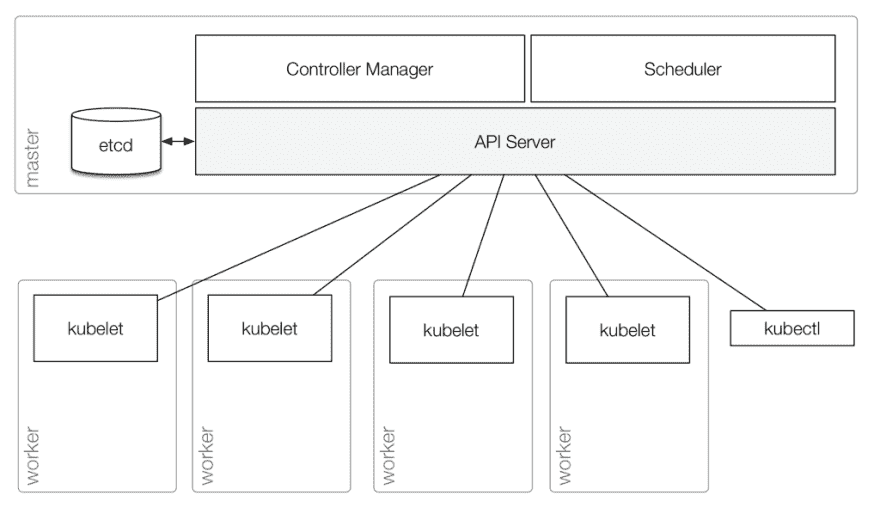 Controller Manager
Scheduler
etcd
API Server
master
kubelet
kubelet
kubelet
kubelet
kubectl
worker
worker
worker
worker